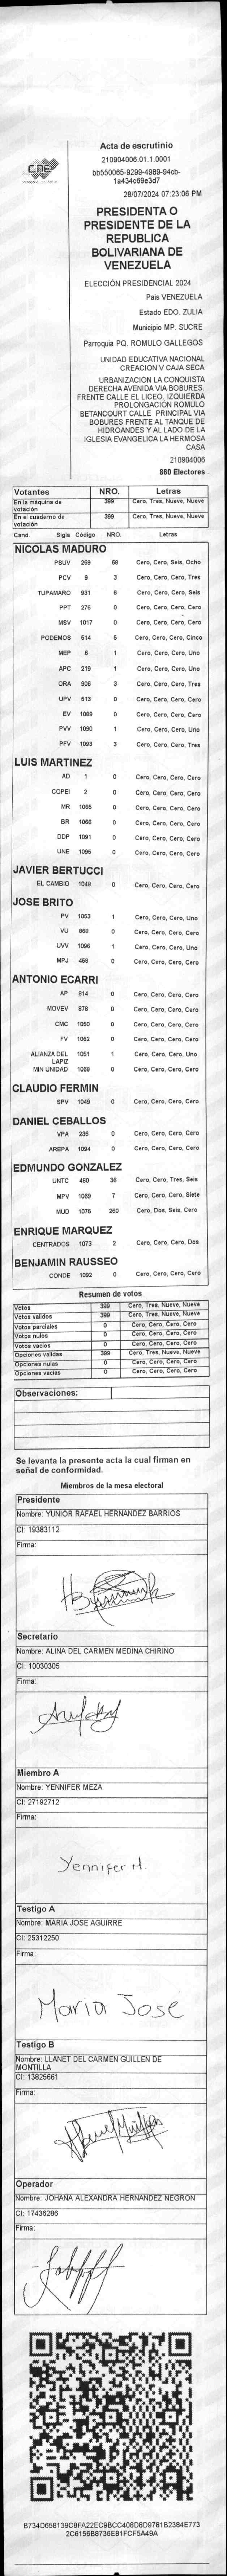 CNE
Acta de escrutinio
210904006.01.1.0001
bb550065-9299-4989-94cb-
1a434c69e3d7
28/07/2024 07:23:06 PM
PRESIDENTA O
PRESIDENTE DE LA
REPUBLICA
BOLIVARIANA DE
VENEZUELA
ELECCIÓN PRESIDENCIAL 2024
Pais VENEZUELA
Estado EDO. ZULIA
Municipio MP. SUCRE
Parroquia PQ. ROMULO GALLEGOS
UNIDAD EDUCATIVA NACIONAL
CREACION V CAJA SECA
URBANIZACION LA CONQUISTA
DERECHA AVENIDA VIA BOBURES.
FRENTE CALLE EL LICEO. IZQUIERDA
PROLONGACIÓN ROMULO
BETANCOURT CALLE PRINCIPAL VIA
BOBURES FRENTE AL TANQUE DE
HIDROANDES Y AL LADO DE LA
IGLESIA EVANGELICA LA HERMOSA
CASA
210904006
860 Electores
Votantes NRO. Letras
En la máquina de votación 399 Cero, Tres, Nueve, Nueve
En el cuaderno de votación 399 Cero, Tres, Nueve, Nueve
Cand. Sigla Código NRO. Letras
NICOLAS MADURO
PSUV 269 68 Cero, Cero, Seis, Ocho
PCV 9 3 Cero, Cero, Cero, Tres
TUPAMARO 931 6 Cero, Cero, Cero, Seis
PPT 276 0 Cero, Cero, Cero, Cero
MSV 1017 0 Cero, Cero, Cero, Cero
PODEMOS 514 5 Cero, Cero, Cero, Cinco
MEP 6 1 Cero, Cero, Cero, Uno
APC 219 1 Cero, Cero, Cero, Uno
ORA 906 3 Cero, Cero, Cero, Tres
UPV 613 0 Cero, Cero, Cero, Cero
EV 1089 0 Cero, Cero, Cero, Cero
PVV 1090 1 Cero, Cero, Cero, Uno
PFV 1093 3 Cero, Cero, Cero, Tres
LUIS MARTINEZ
AD 1 0 Cero, Cero, Cero, Cero
COPEI 2 0 Cero, Cero, Cero, Cero
MR 1065 0 Cero, Cero, Cero, Cero
BR 1066 0 Cero, Cero, Cero, Cero
DDP 1091 0 Cero, Cero, Cero, Cero
UNE 1095 0 Cero, Cero, Cero, Cero
JAVIER BERTUCCI
EL CAMBIO 1048 0 Cero, Cero, Cero, Cero
JOSE BRITO
PV 1053 1 Cero, Cero, Cero, Uno
VU 868 0 Cero, Cero, Cero, Cero
UVV 1096 1 Cero, Cero, Cero, Uno
MPJ 458 0 Cero, Cero, Cero, Cero
ANTONIO ECARRI
AP 814 0 Cero, Cero, Cero, Cero
MOVEV 978 0 Cero, Cero, Cero, Cero
CMC 1050 0 Cero, Cero, Cero, Cero
FV 1062 0 Cero, Cero, Cero, Cero
ALIANZA DEL LAPIZ 1051 1 Cero, Cero, Cero, Uno
MIN UNIDAD 1059 0 Cero, Cero, Cero, Cero
CLAUDIO FERMIN
SPV 1049 0 Cero, Cero, Cero, Cero
DANIEL CEBALLOS
VPA 236 0 Cero, Cero, Cero, Cero
AREPA 1094 0 Cero, Cero, Cero, Cero
EDMUNDO GONZALEZ
UNTC 460 36 Cero, Cero, Tres, Seis
MPV 1069 7 Cero, Cero, Cero, Siete
MUD 1075 260 Cero, Dos, Seis, Cero
ENRIQUE MARQUEZ
CENTRADOS 1073 2 Cero, Cero, Cero, Dos
BENJAMIN RAUSSEO
CONDE 1092 0 Cero, Cero, Cero, Cero
Resumen de votos
Votos 399 Cero, Tres, Nueve, Nueve
Votos validos 399 Cero, Tres, Nueve, Nueve
Votos parciales 0 Cero, Cero, Cero, Cero
Votos nulos 0 Cero, Cero, Cero, Cero
Votos vacios 0 Cero, Cero, Cero, Cero
Opciones validas 399 Cero, Tres, Nueve, Nueve
Opciones nulas 0 Cero, Cero, Cero, Cero
Opciones vacias 0 Cero, Cero, Cero, Cero
Observaciones:
Se levanta la presente acta la cual firman en
señal de conformidad.
Miembros de la mesa electoral
Presidente
Nombre: YUNIOR RAFAEL HERNANDEZ BARRIOS
CI: 19383112
Firma:
Secretario
Nombre: ALINA DEL CARMEN MEDINA CHIRINO
CI: 10030305
Firma:
Miembro A
Nombre: YENNIFER MEZA
CI: 27192712
Firma:
Yennifer M.
Testigo A
Nombre: MARIA JOSE AGUIRRE
CI: 25312250
Firma:
Maria Jose
Testigo B
Nombre: LLANET DEL CARMEN GUILLEN DE
MONTILLA
CI: 13825661
Firma:
Operador
Nombre: JOHANA ALEXANDRA HERNANDEZ NEGRON
CI: 17436286
Firma:
B734D658139C8FA22EC9BCC408D8D9781B2384E773
2C6156B8736E81FCF5A49A